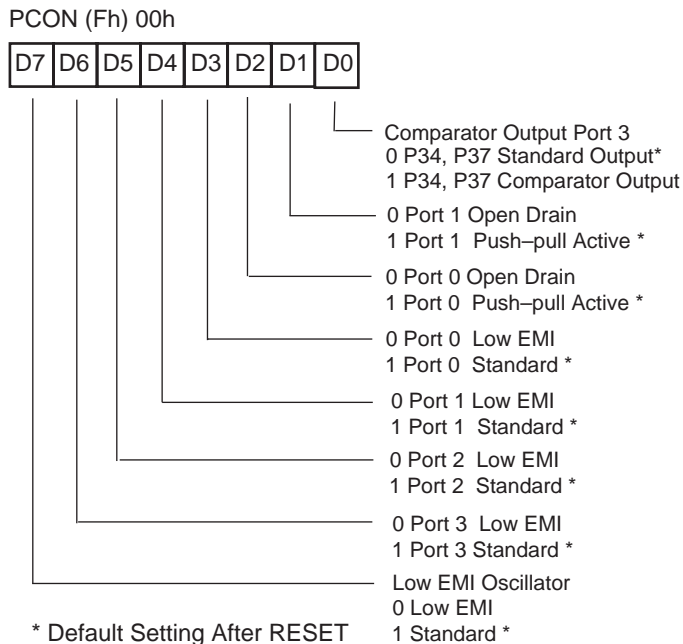 PCON (Fh) 00h
D7 D6 D5 D4 D3 D2 D1 D0
Comparator Output Port 3
0 P34, P37 Standard Output*
1 P34, P37 Comparator Output
0 Port 1 Open Drain
1 Port 1 Push–pull Active *
0 Port 0 Open Drain
1 Port 0 Push–pull Active *
0 Port 0 Low EMI
1 Port 0 Standard *
0 Port 1 Low EMI
1 Port 1 Standard *
0 Port 2 Low EMI
1 Port 2 Standard *
0 Port 3 Low EMI
1 Port 3 Standard *
Low EMI Oscillator
0 Low EMI
1 Standard *
* Default Setting After RESET